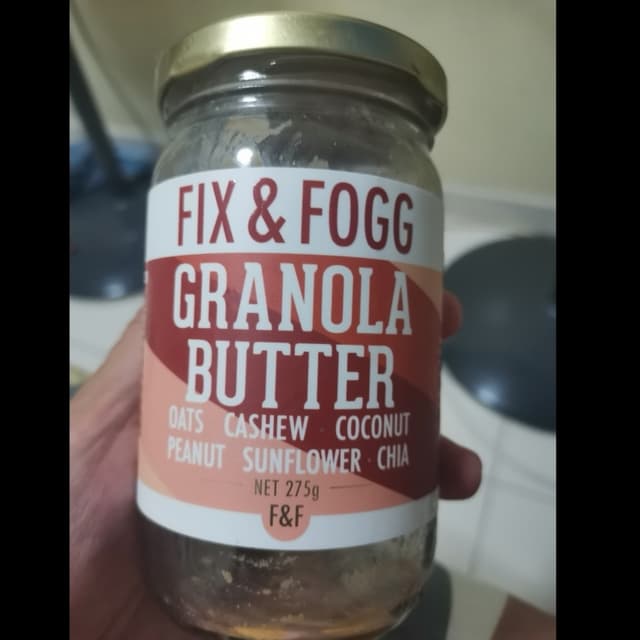 FIX & FOGG
GRANOLA
BUTTER
OATS CASHEW · COCONUT
PEANUT SUNFLOWER · CHIA
NET 275g
F&F